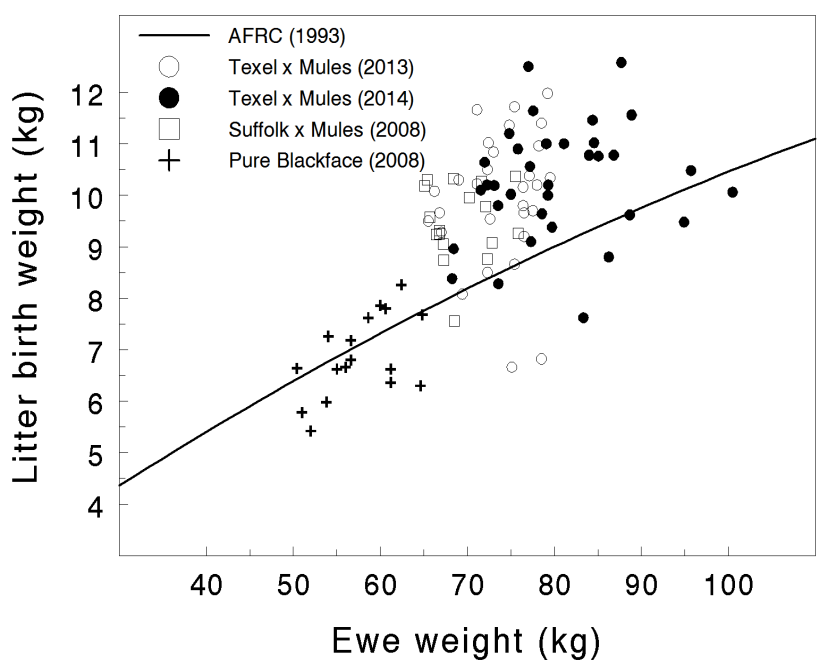 AFRC (1993)
Texel x Mules (2013)
Texel x Mules (2014)
Suffolk x Mules (2008)
Pure Blackface (2008)
Litter birth weight (kg)
12
11
10
9
8
7
6
5
4
40 50 60 70 80 90 100
Ewe weight (kg)